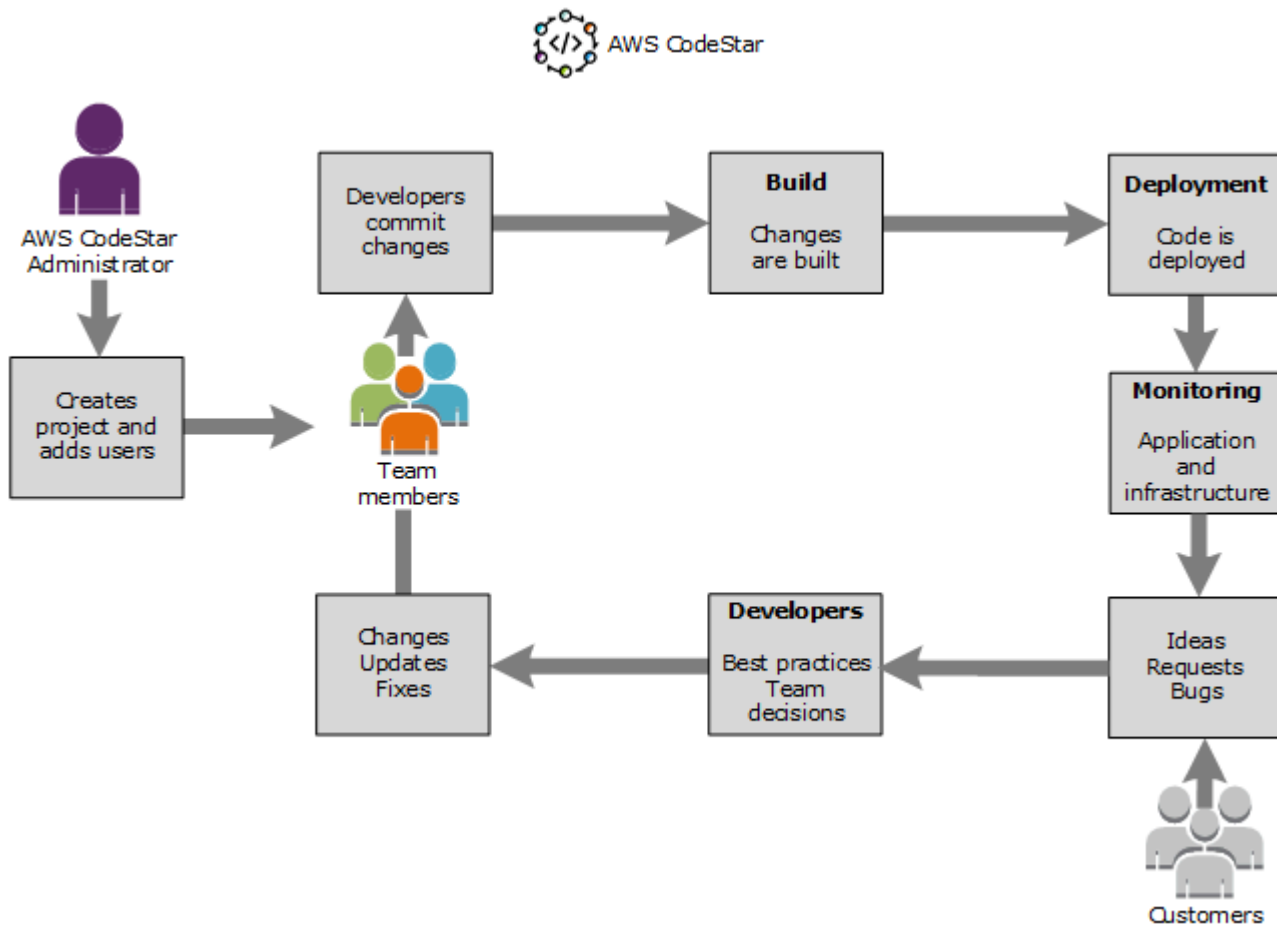 AWS CodeStar
AWS CodeStar
Administrator
Creates
project and
adds users
Developers
commit
changes
Build
Changes
are built
Deployment
Code is
deployed
Monitoring
Application
and
infrastructure
Team
members
Changes
Updates
Fixes
Developers
Best practices
Team
decisions
Ideas
Requests
Bugs
Customers